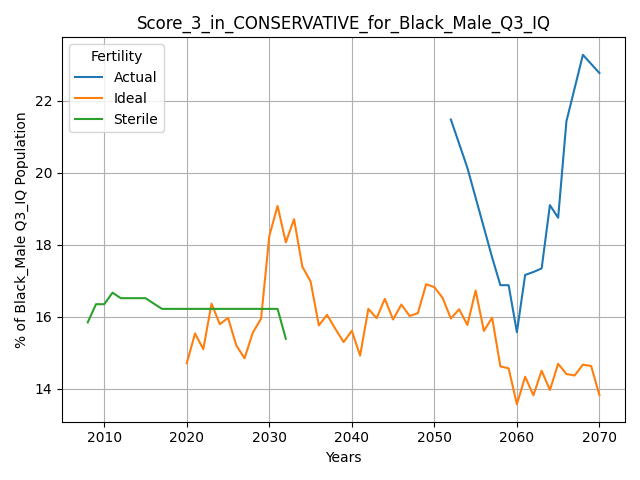 Score_3_in_CONSERVATIVE_for_Black_Male_Q3_IQ
Fertility
Actual
Ideal
Sterile
% of Black_Male Q3_IQ Population
22
20
18
16
14
2010 2020 2030 2040 2050 2060 2070
Years